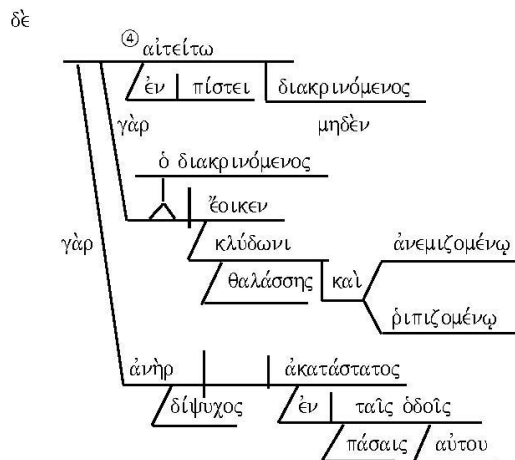 δὲ
④ αἰτείτω
ἐν πίστει διακρινόμενος
γὰρ μηδὲν
ὁ διακρινόμενος
ἔοικεν
γὰρ κλύδωνι ἀνεμιζομένῳ
θαλάσσης καὶ
ῥιπιζομένῳ
ἀνὴρ ἀκατάστατος
δίψυχος ἐν ταῖς ὁδοῖς
πάσαις αὐτου